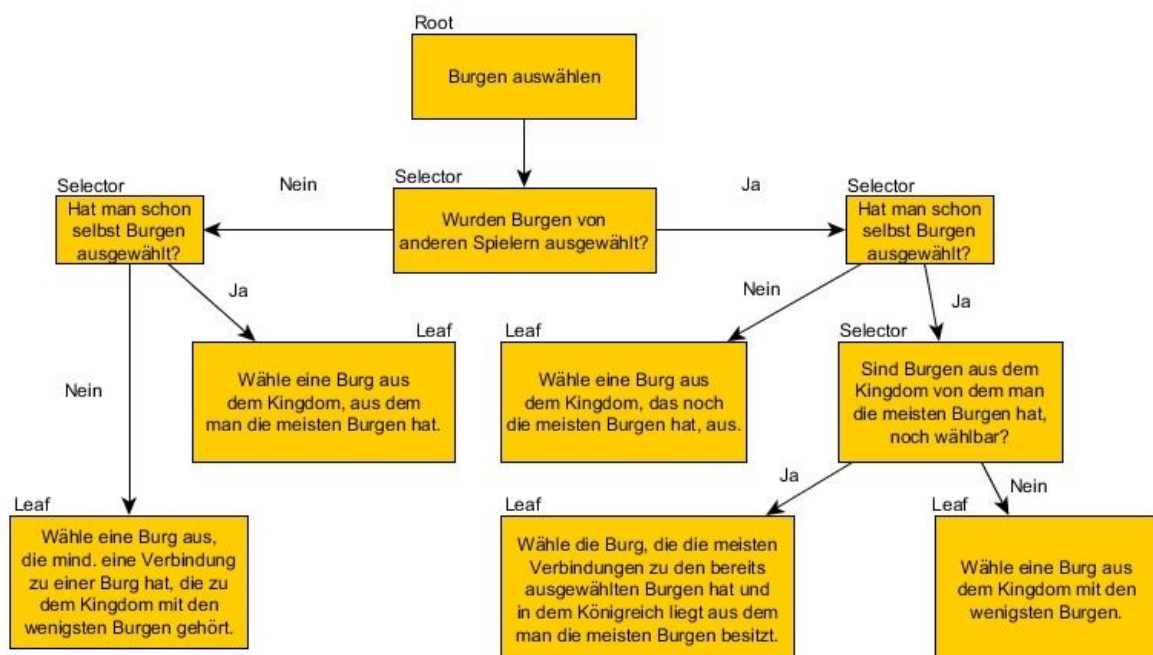 Root
Burgen auswählen
Selector
Nein
Selector
Ja
Selector
Hat man schon
selbst Burgen
ausgewählt?
Wurden Burgen von
anderen Spielern ausgewählt?
Hat man schon
selbst Burgen
ausgewählt?
Ja
Nein
Ja
Leaf
Leaf
Selector
Nein
Wähle eine Burg aus
dem Kingdom, aus dem
man die meisten Burgen hat.
Wähle eine Burg aus
dem Kingdom, das noch
die meisten Burgen hat, aus.
Sind Burgen aus dem
Kingdom von dem man
die meisten Burgen hat,
noch wählbar?
Ja
Nein
Leaf
Leaf
Leaf
Wähle eine Burg aus,
die mind. eine Verbindung
zu einer Burg hat, die zu
dem Kingdom mit den
wenigsten Burgen gehört.
Wähle die Burg, die die meisten
Verbindungen zu den bereits
ausgewählten Burgen hat und
in dem Königreich liegt aus dem
man die meisten Burgen besitzt.
Wähle eine Burg aus
dem Kingdom mit den
wenigsten Burgen.